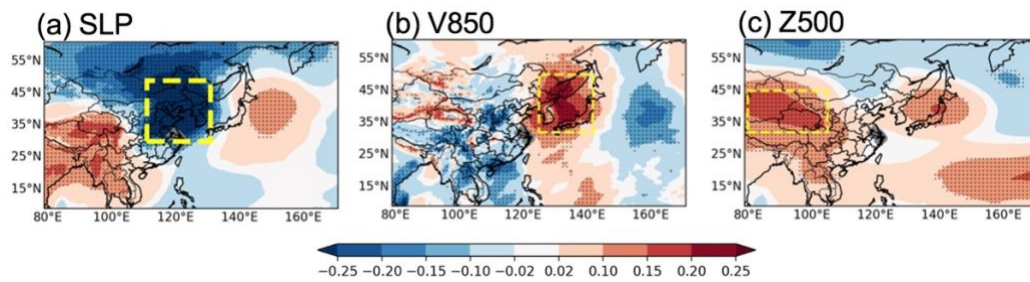 (a) SLP (b) V850 (c) Z500
55°N 55°N 55°N
45°N 45°N 45°N
35°N 35°N 35°N
25°N 25°N 25°N
15°N 15°N 15°N
80°E 100°E 120°E 140°E 160°E 80°E 100°E 120°E 140°E 160°E 80°E 100°E 120°E 140°E 160°E
−0.25 −0.20 −0.15 −0.10 −0.02 0.02 0.10 0.15 0.20 0.25